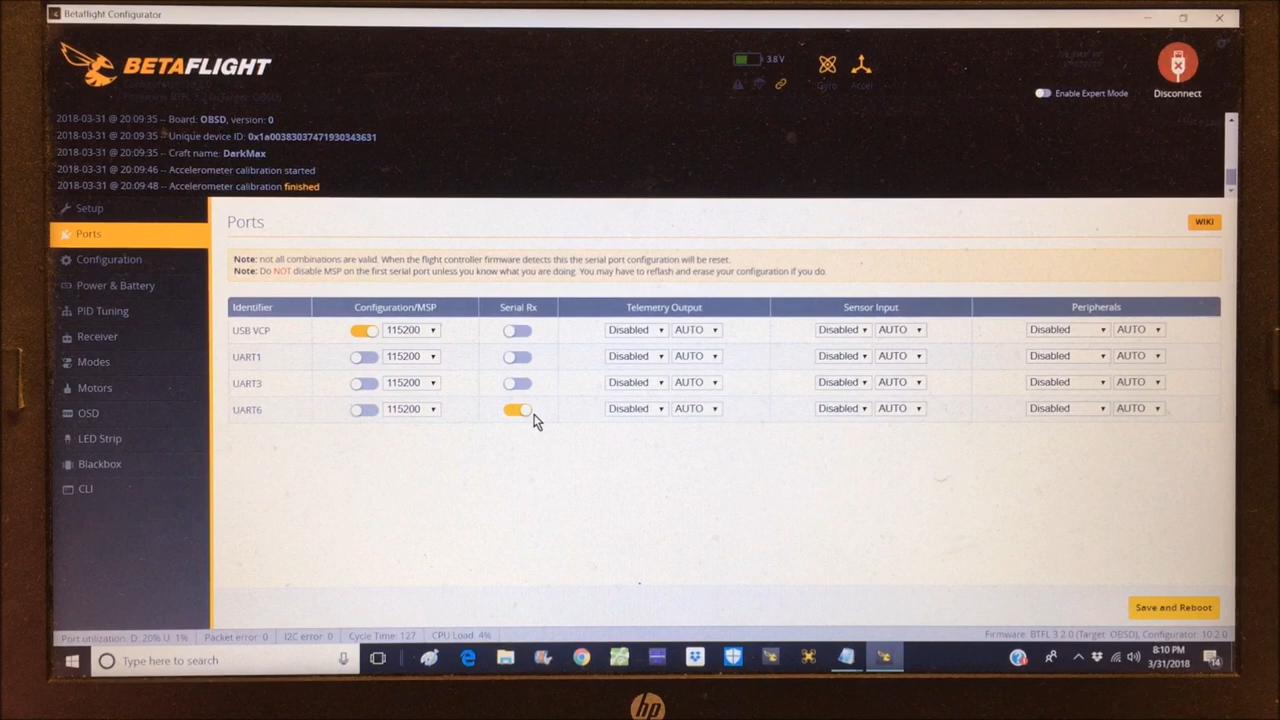 Betaflight Configurator
BETAFLIGHT
3.8 V
Gyro
Accel
Enable Expert Mode
Disconnect
2018-03-31 @ 20:09:35 -- Board: OBSD, version: 0
2018-03-31 @ 20:09:35 -- Unique device ID: 0x1a00383037471930343631
2018-03-31 @ 20:09:35 -- Craft name: DarkMax
2018-03-31 @ 20:09:46 -- Accelerometer calibration started
2018-03-31 @ 20:09:48 -- Accelerometer calibration finished
Setup
Ports
Configuration
Power & Battery
PID Tuning
Receiver
Modes
Motors
OSD
LED Strip
Blackbox
CLI
Ports
WIKI
Note: not all combinations are valid. When the flight controller firmware detects this the serial port configuration will be reset.
Note: Do NOT disable MSP on the first serial port unless you know what you are doing. You may have to reflash and erase your configuration if you do.
Identifier Configuration/MSP Serial Rx Telemetry Output Sensor Input Peripherals
USB VCP 115200 Disabled AUTO Disabled AUTO Disabled AUTO
UART1 115200 Disabled AUTO Disabled AUTO Disabled AUTO
UART3 115200 Disabled AUTO Disabled AUTO Disabled AUTO
UART6 115200 Disabled AUTO Disabled AUTO Disabled AUTO
Save and Reboot
Port utilization: D: 20% U: 1% Packet error: 0 I2C error: 0 Cycle Time: 127 CPU Load: 4% Firmware: BTFL 3.2.0 (Target: OBSD), Configurator: 10.2.0
Type here to search
8:10 PM
3/31/2018
14
hp